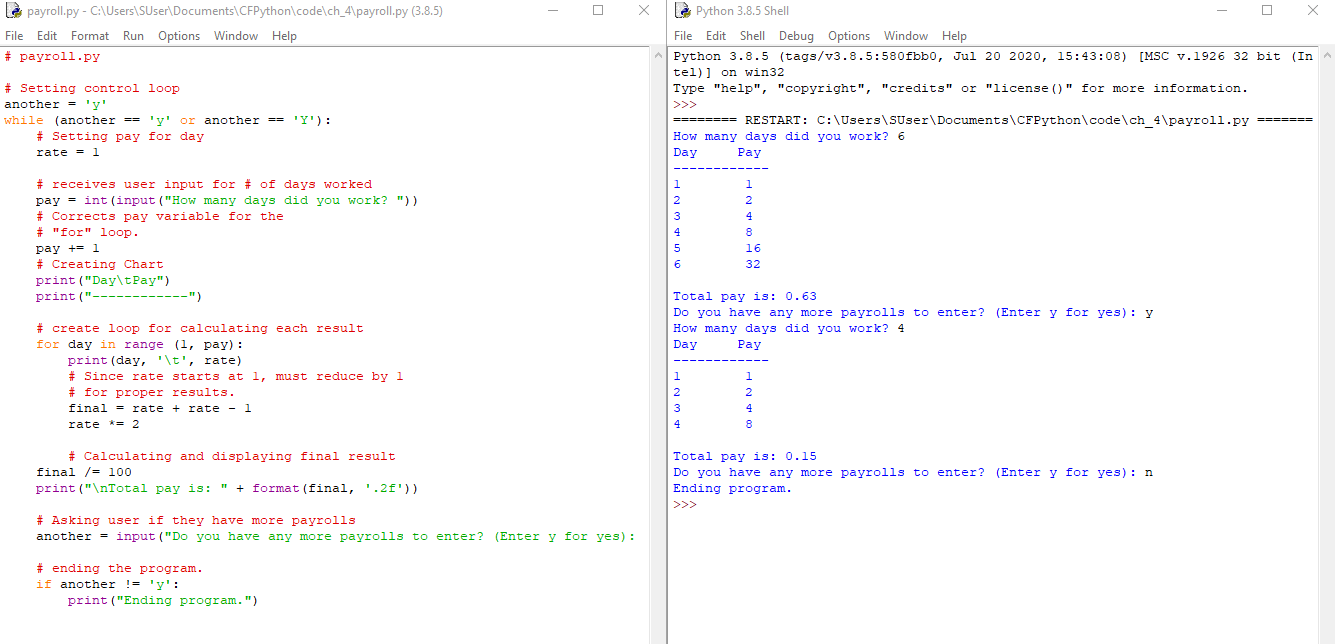 payroll.py - C:\Users\SUser\Documents\CFPython\code\ch_4\payroll.py (3.8.5)
File Edit Format Run Options Window Help
# payroll.py

# Setting control loop
another = 'y'
while (another == 'y' or another == 'Y'):
    # Setting pay for day
    rate = 1

    # receives user input for # of days worked
    pay = int(input("How many days did you work? "))
    # Corrects pay variable for the
    # "for" loop.
    pay += 1
    # Creating Chart
    print("Day\tPay")
    print("------------")

    # create loop for calculating each result
    for day in range (1, pay):
        print(day, '\t', rate)
        # Since rate starts at 1, must reduce by 1
        # for proper results.
        final = rate + rate - 1
        rate *= 2

        # Calculating and displaying final result
    final /= 100
    print("\nTotal pay is: " + format(final, '.2f'))

    # Asking user if they have more payrolls
    another = input("Do you have any more payrolls to enter? (Enter y for yes):

    # ending the program.
    if another != 'y':
        print("Ending program.")
Python 3.8.5 Shell
File Edit Shell Debug Options Window Help
Python 3.8.5 (tags/v3.8.5:580fbb0, Jul 20 2020, 15:43:08) [MSC v.1926 32 bit (In
tel)] on win32
Type "help", "copyright", "credits" or "license()" for more information.
>>>
======== RESTART: C:\Users\SUser\Documents\CFPython\code\ch_4\payroll.py =======
How many days did you work? 6
Day     Pay
------------
1        1
2        2
3        4
4        8
5        16
6        32

Total pay is: 0.63
Do you have any more payrolls to enter? (Enter y for yes): y
How many days did you work? 4
Day     Pay
------------
1        1
2        2
3        4
4        8

Total pay is: 0.15
Do you have any more payrolls to enter? (Enter y for yes): n
Ending program.
>>>